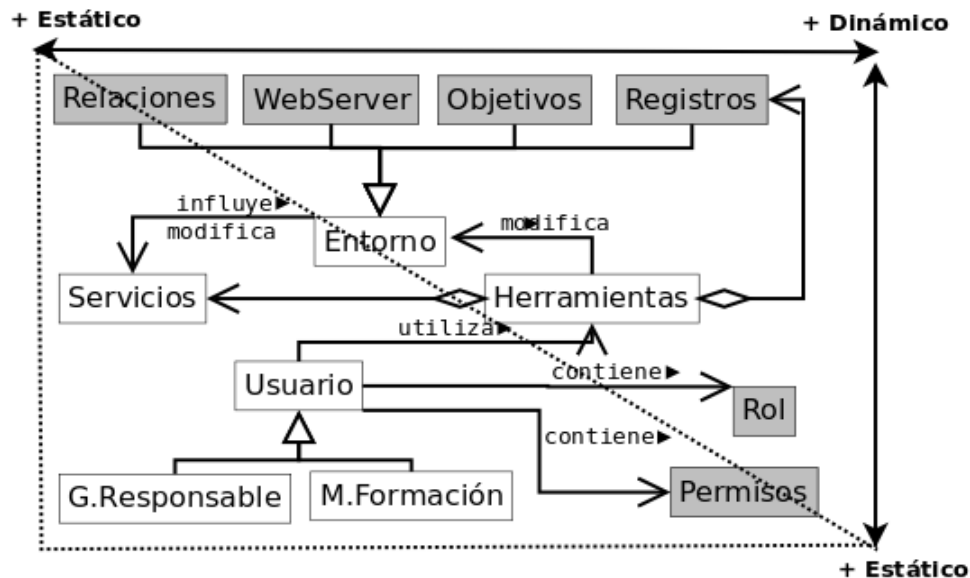 + Estático
+ Dinámico
Relaciones
WebServer
Objetivos
Registros
influye►
modifica
modifica
Entorno
Servicios
Herramientas
utiliza►
contiene►
Usuario
Rol
contiene►
G.Responsable
M.Formación
Permisos
+ Estático